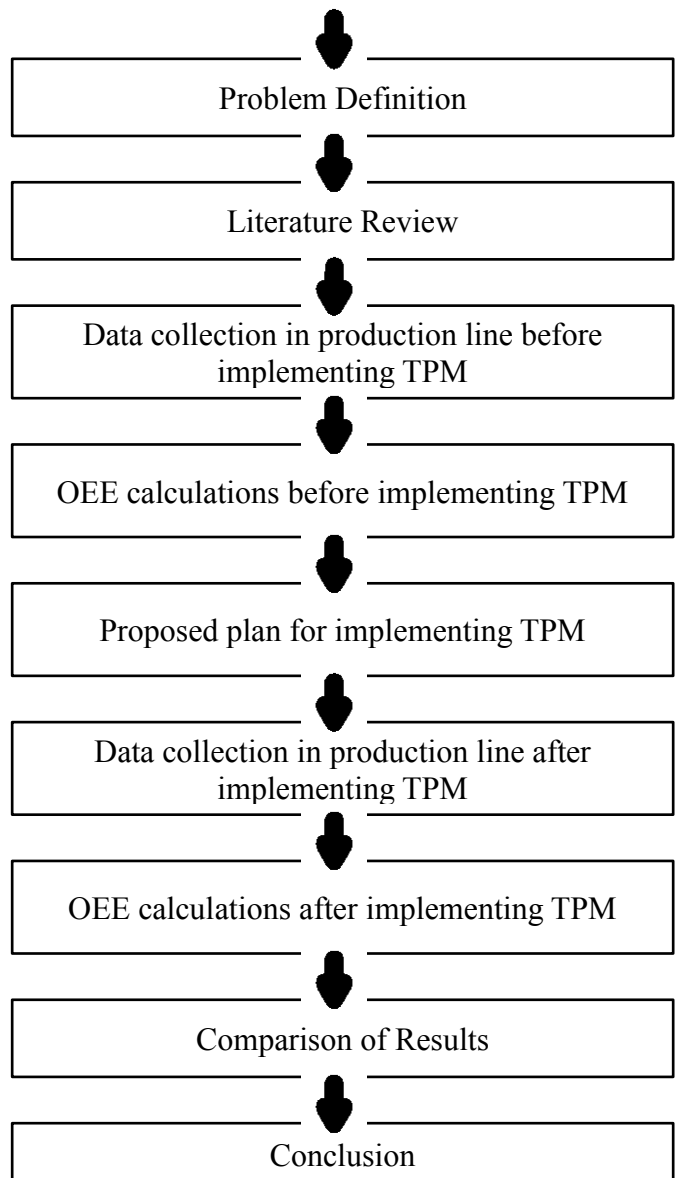 Problem Definition
Literature Review
Data collection in production line before
implementing TPM
OEE calculations before implementing TPM
Proposed plan for implementing TPM
Data collection in production line after
implementing TPM
OEE calculations after implementing TPM
Comparison of Results
Conclusion